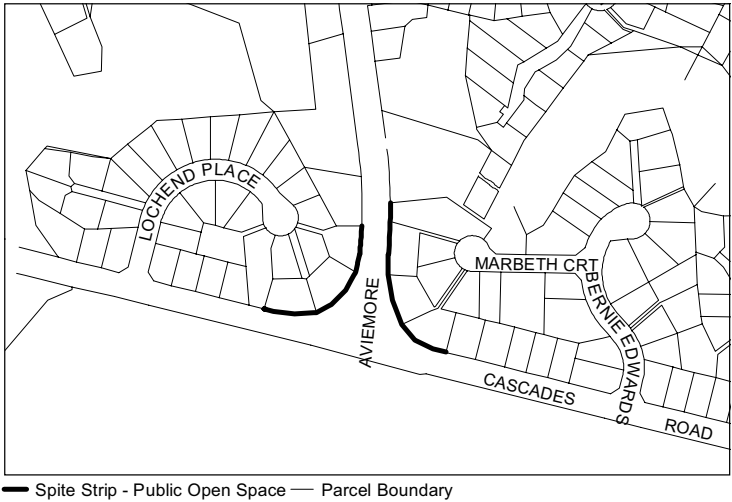 LOCHEND PLACE
MARBETH CRT
BERNIE EDWARDS
AVIEMORE
CASCADES
ROAD
Spite Strip - Public Open Space
Parcel Boundary